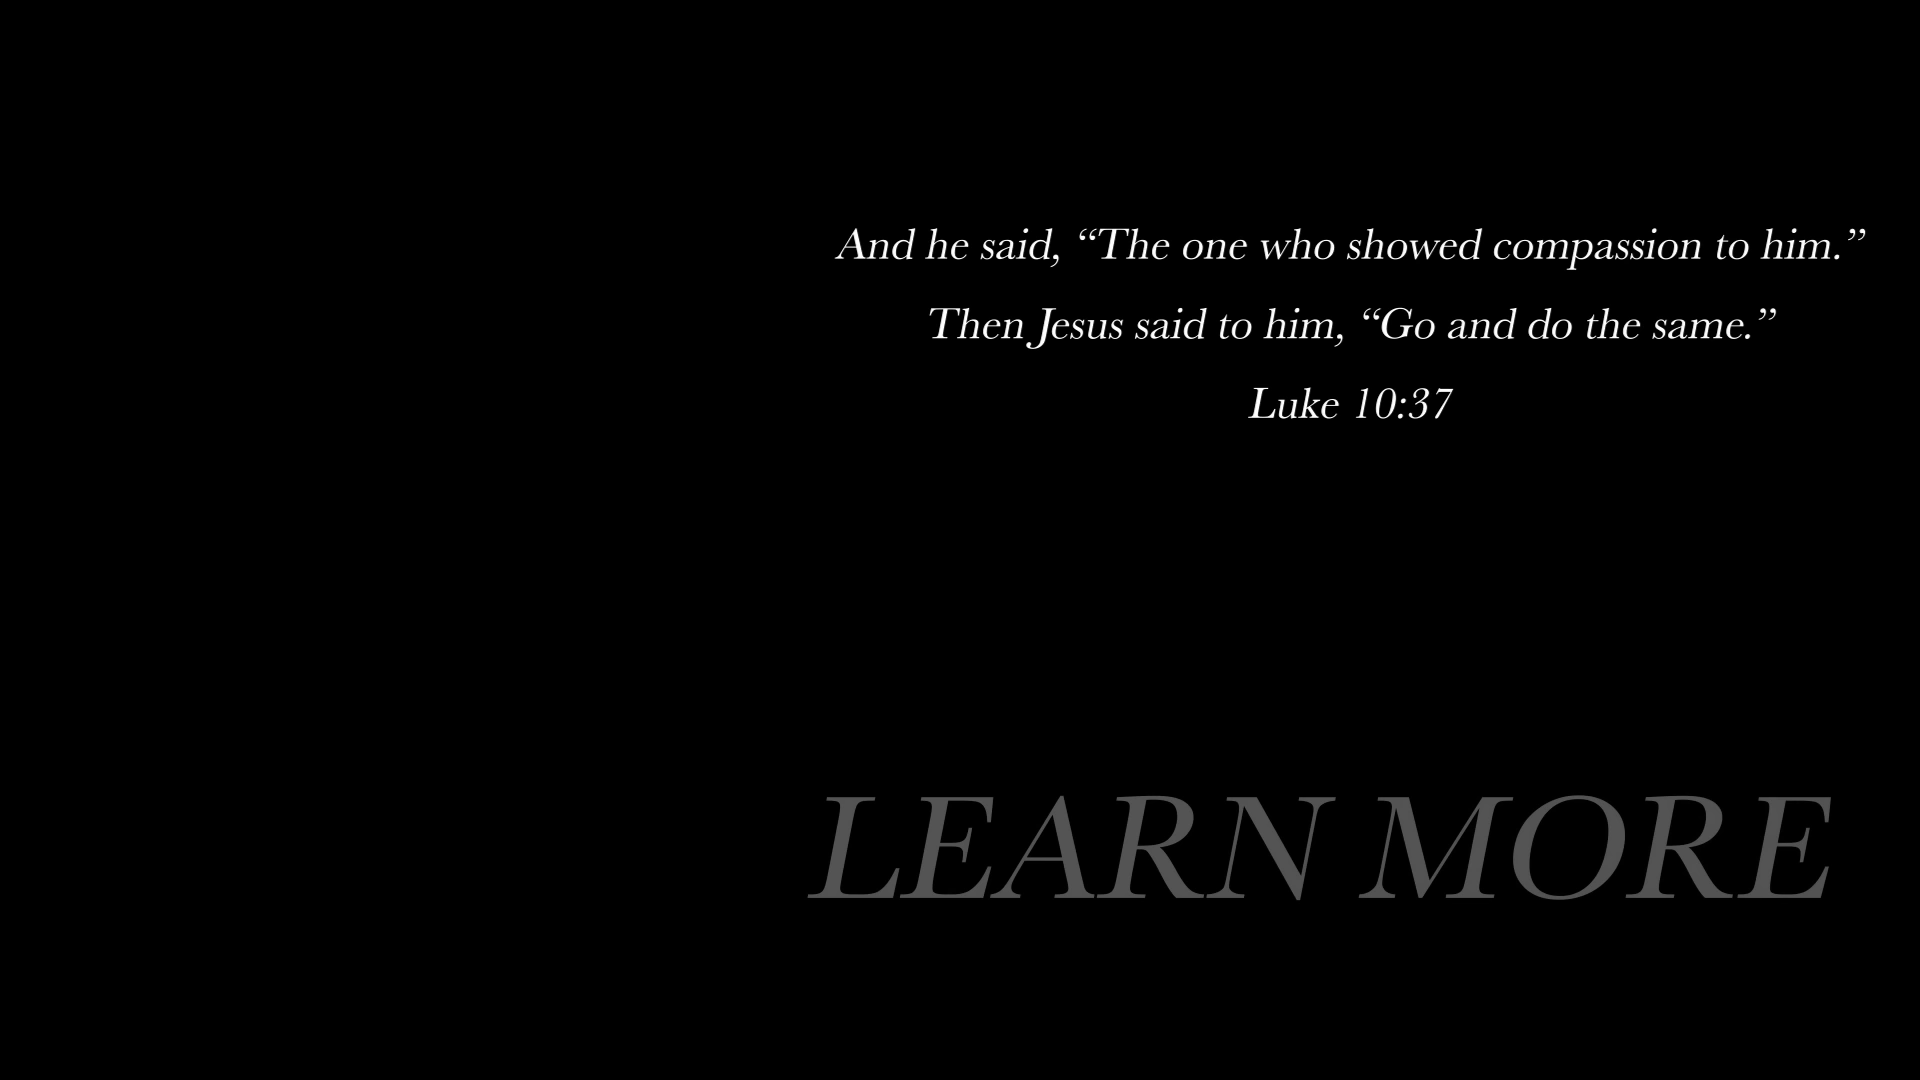 And he said, “The one who showed compassion to him.”
Then Jesus said to him, “Go and do the same.”
Luke 10:37
LEARN MORE